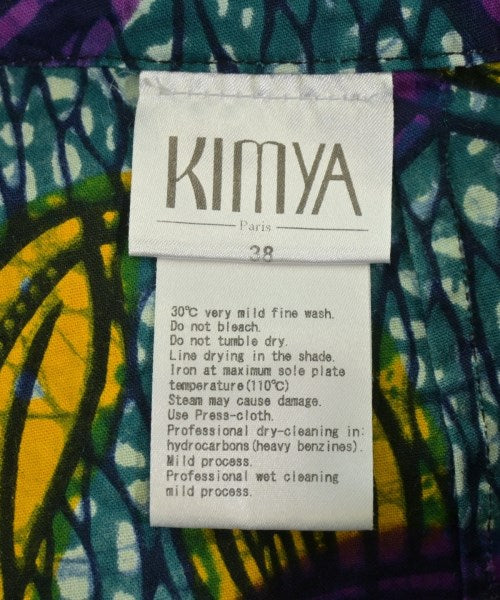 KIMYA
Paris
38
30℃ very mild fine wash.
Do not bleach.
Do not tumble dry.
Line drying in the shade.
Iron at maximum sole plate
temperature(110℃)
Steam may cause damage.
Use Press-cloth.
Professional dry-cleaning in:
hydrocarbons(heavy benzines).
Mild process.
Professional wet cleaning
mild process.